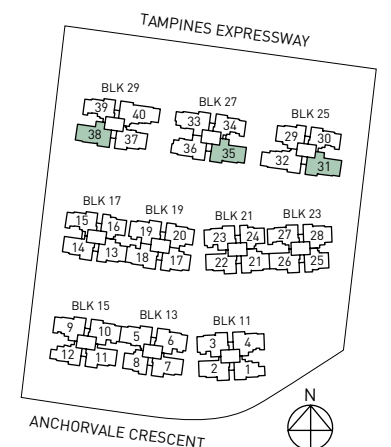 TAMPINES EXPRESSWAY
BLK 29
39 40
38 37
BLK 27
33 34
36 35
BLK 25
29 30
32 31
BLK 17
15 16
14 13
BLK 19
19 20
18 17
BLK 21
23 24
22 21
BLK 23
27 28
26 25
BLK 15
9 10
12 11
BLK 13
5 6
8 7
BLK 11
3 4
2 1
ANCHORVALE CRESCENT
N